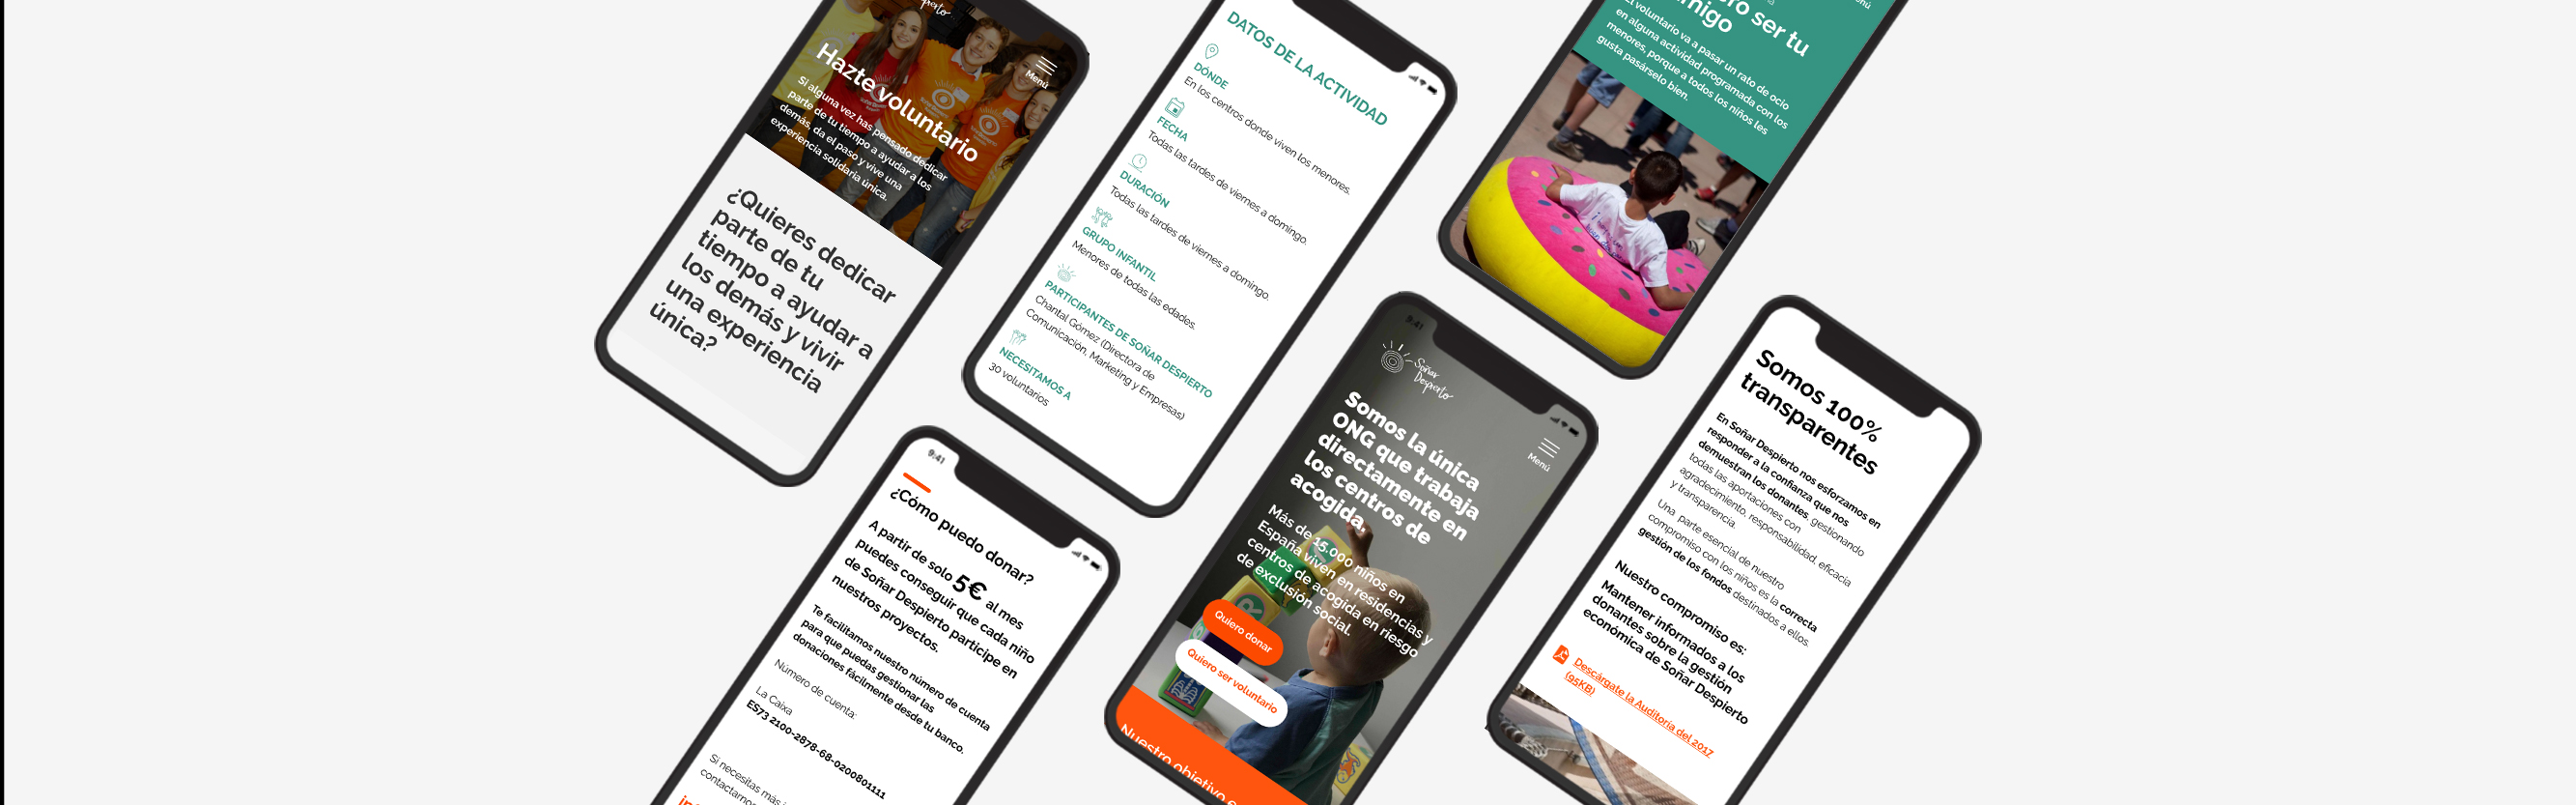 Hazte voluntario
Si alguna vez has pensado dedicar
parte de tu tiempo a ayudar a los
demás, da el paso y vive una
experiencia solidaria única.
Menú
¿Quieres dedicar
parte de tu
tiempo a ayudar a
los demás y vivir
una experiencia
única?
DATOS DE LA ACTIVIDAD
DÓNDE
En los centros donde viven los menores.
FECHA
Todas las tardes de viernes a domingo.
DURACIÓN
Todas las tardes de viernes a domingo.
GRUPO INFANTIL
Menores de todas las edades.
PARTICIPANTES DE SOÑAR DESPIERTO
Chantal Gómez (Directora de
Comunicación, Marketing y Empresas)
NECESITAMOS A
30 voluntarios
ser tu
El voluntario va a pasar un rato de ocio
en alguna actividad programada con los
menores, porque a todos los niños les
gusta pasárselo bien.
9:41
¿Cómo puedo donar?
A partir de solo 5€ al mes
puedes conseguir que cada niño
de Soñar Despierto participe en
nuestros proyectos.
Te facilitamos nuestro número de cuenta
para que puedas gestionar las
donaciones fácilmente desde tu banco.
Número de cuenta:
La Caixa
ES73 2100-2878-68-0200801111
Si necesitas más
9:41
Soñar
Despierto
Menú
Somos la única
ONG que trabaja
directamente en
los centros de
acogida.
Más de 15.000 niños en
España viven en residencias y
centros de acogida en riesgo
de exclusión social.
Quiero donar
Quiero ser voluntario
Nuestro objetivo
Somos 100%
transparentes
En Soñar Despierto nos esforzamos en
responder a la confianza que nos
demuestran los donantes, gestionando
todas las aportaciones con
agradecimiento, responsabilidad, eficacia
y transparencia.
Una parte esencial de nuestro
compromiso con los niños es la correcta
gestión de los fondos destinados a ellos.
Nuestro compromiso es:
Mantener informados a los
donantes sobre la gestión
económica de Soñar Despierto
Descárgate la Auditoría del 2017
(95KB)